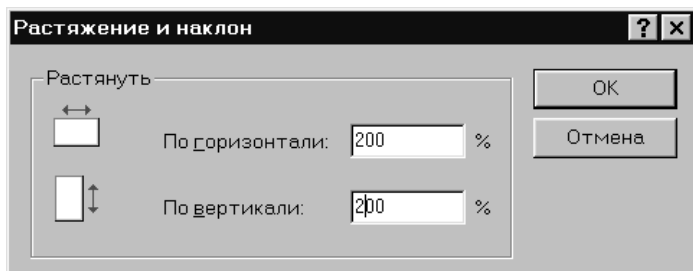 Растяжение и наклон
Растянуть
По горизонтали: 200 %
По вертикали: 200 %
OK
Отмена